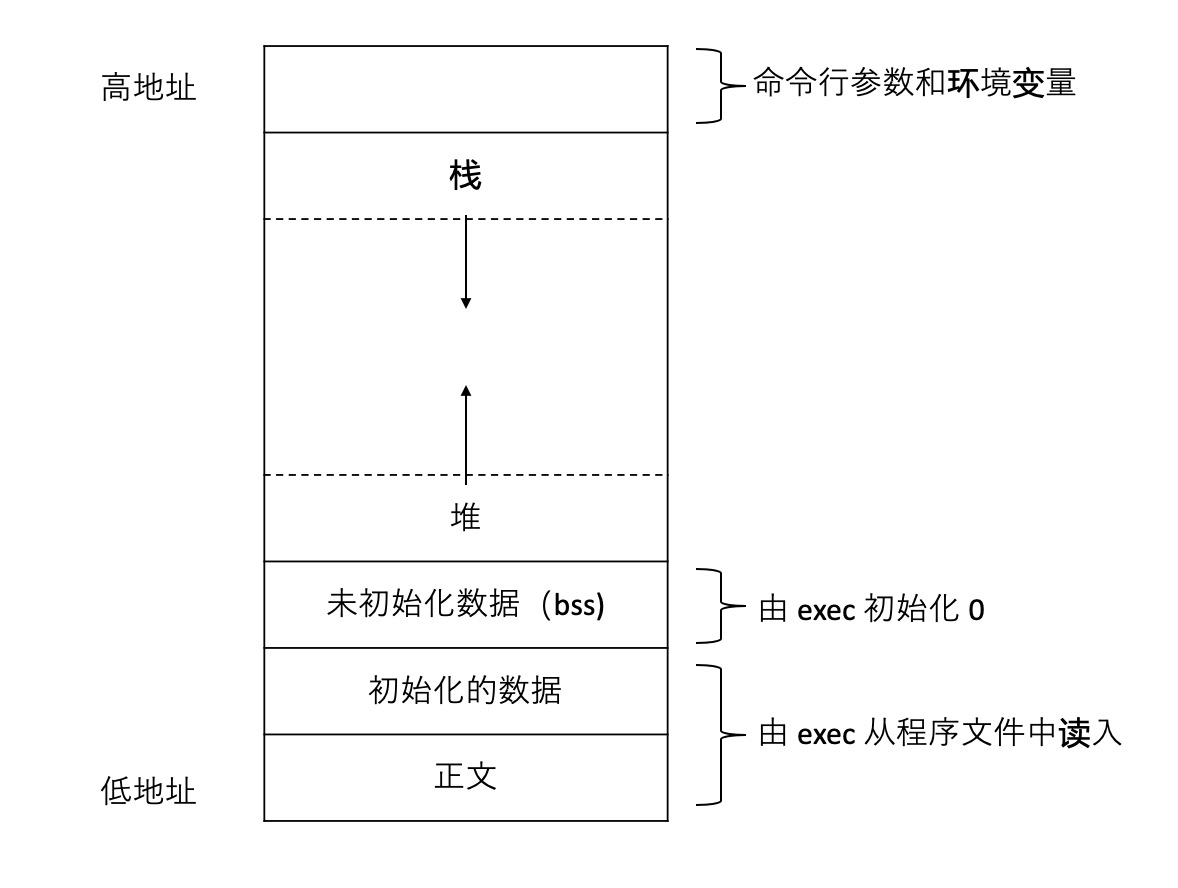 高地址
命令行参数和环境变量
栈
堆
未初始化数据（bss)
由 exec 初始化 0
初始化的数据
由 exec 从程序文件中读入
正文
低地址